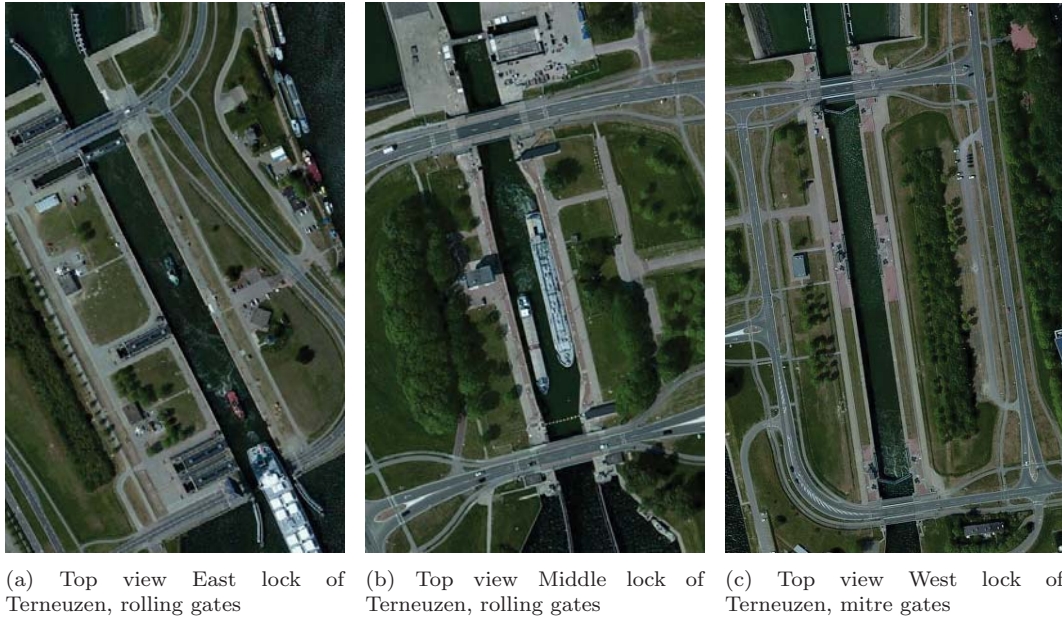 (a) Top view East lock of
Terneuzen, rolling gates
(b) Top view Middle lock of
Terneuzen, rolling gates
(c) Top view West lock of
Terneuzen, mitre gates